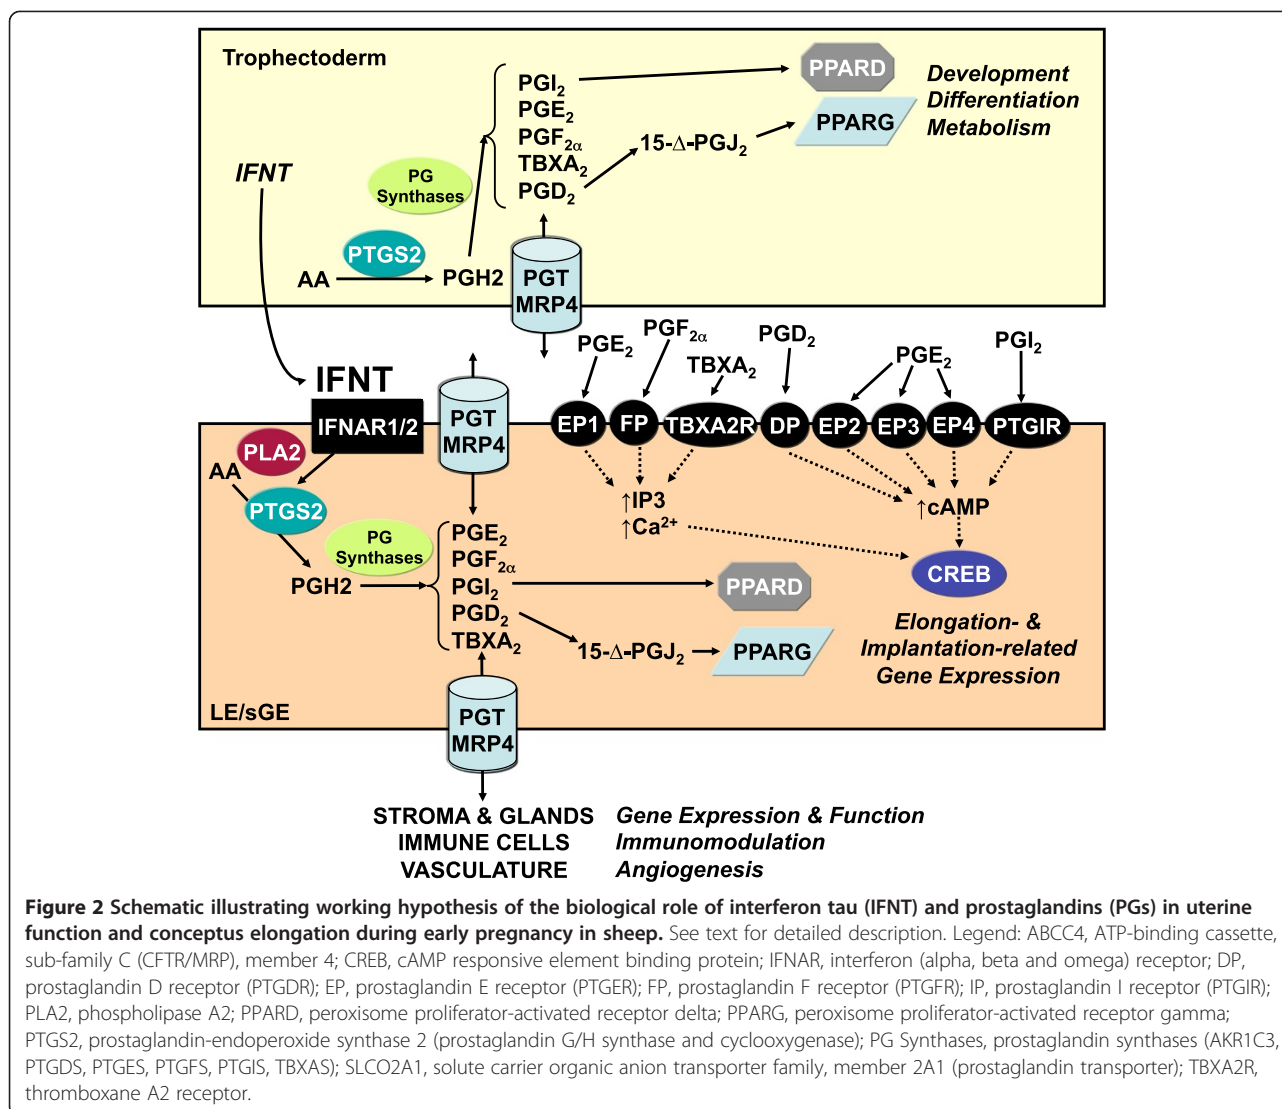 Trophectoderm
PGI2
PGE2
PGF2α
TBXA2
PGD2
15-Δ-PGJ2
PPARD
PPARG
Development
Differentiation
Metabolism
IFNT
PG
Synthases
PTGS2
AA
PGH2
PGT
MRP4
IFNT
IFNAR1/2
PGT
MRP4
PGE2
PGF2α
TBXA2
PGD2
PGE2
PGI2
EP1
FP
TBXA2R
DP
EP2
EP3
EP4
PTGIR
PLA2
AA
PTGS2
PG
Synthases
PGH2
PGE2
PGF2α
PGI2
PGD2
TBXA2
↑IP3
↑Ca2+
↑cAMP
CREB
PPARD
15-Δ-PGJ2
PPARG
Elongation- &
Implantation-related
Gene Expression
LE/sGE
PGT
MRP4
STROMA & GLANDS
IMMUNE CELLS
VASCULATURE
Gene Expression & Function
Immunomodulation
Angiogenesis
Figure 2 Schematic illustrating working hypothesis of the biological role of interferon tau (IFNT) and prostaglandins (PGs) in uterine
function and conceptus elongation during early pregnancy in sheep. See text for detailed description. Legend: ABCC4, ATP-binding cassette,
sub-family C (CFTR/MRP), member 4; CREB, cAMP responsive element binding protein; IFNAR, interferon (alpha, beta and omega) receptor; DP,
prostaglandin D receptor (PTGDR); EP, prostaglandin E receptor (PTGER); FP, prostaglandin F receptor (PTGFR); IP, prostaglandin I receptor (PTGIR);
PLA2, phospholipase A2; PPARD, peroxisome proliferator-activated receptor delta; PPARG, peroxisome proliferator-activated receptor gamma;
PTGS2, prostaglandin-endoperoxide synthase 2 (prostaglandin G/H synthase and cyclooxygenase); PG Synthases, prostaglandin synthases (AKR1C3,
PTGDS, PTGES, PTGFS, PTGIS, TBXAS); SLCO2A1, solute carrier organic anion transporter family, member 2A1 (prostaglandin transporter); TBXA2R,
thromboxane A2 receptor.